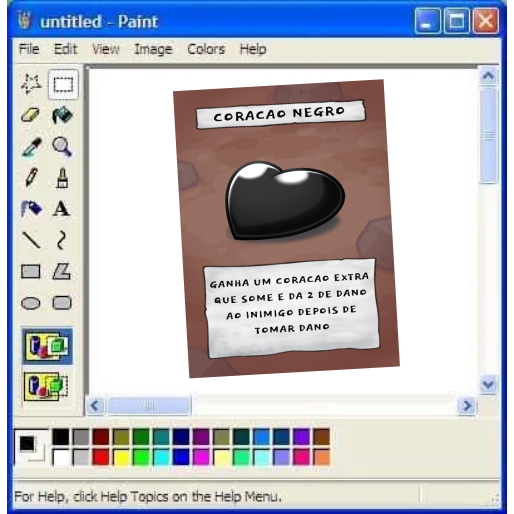 untitled - Paint
File Edit View Image Colors Help
CORACAO NEGRO
GANHA UM CORACAO EXTRA
QUE SOME E DA 2 DE DANO
AO INIMIGO DEPOIS DE
TOMAR DANO
A
For Help, click Help Topics on the Help Menu.